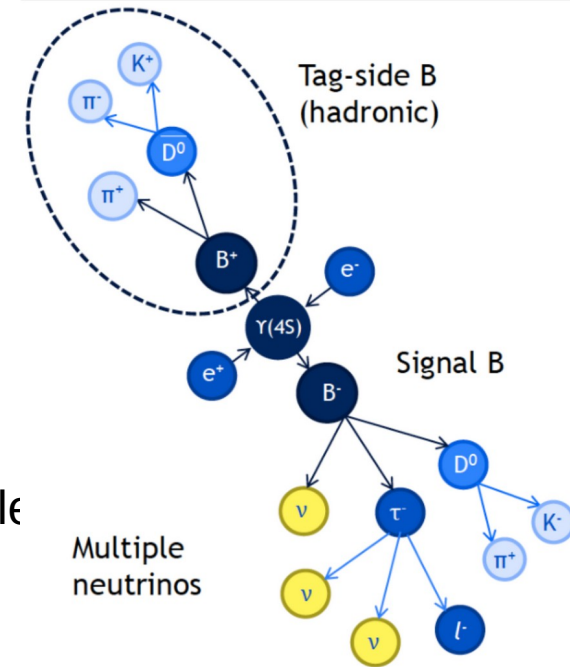 Tag-side B
(hadronic)
K⁺
π⁻
D̅⁰
π⁺
B⁺
e⁻
ϒ(4S)
e⁺
Signal B
B⁻
D⁰
ν
τ⁻
K⁻
π⁺
Multiple
neutrinos
ν
ν
l⁻